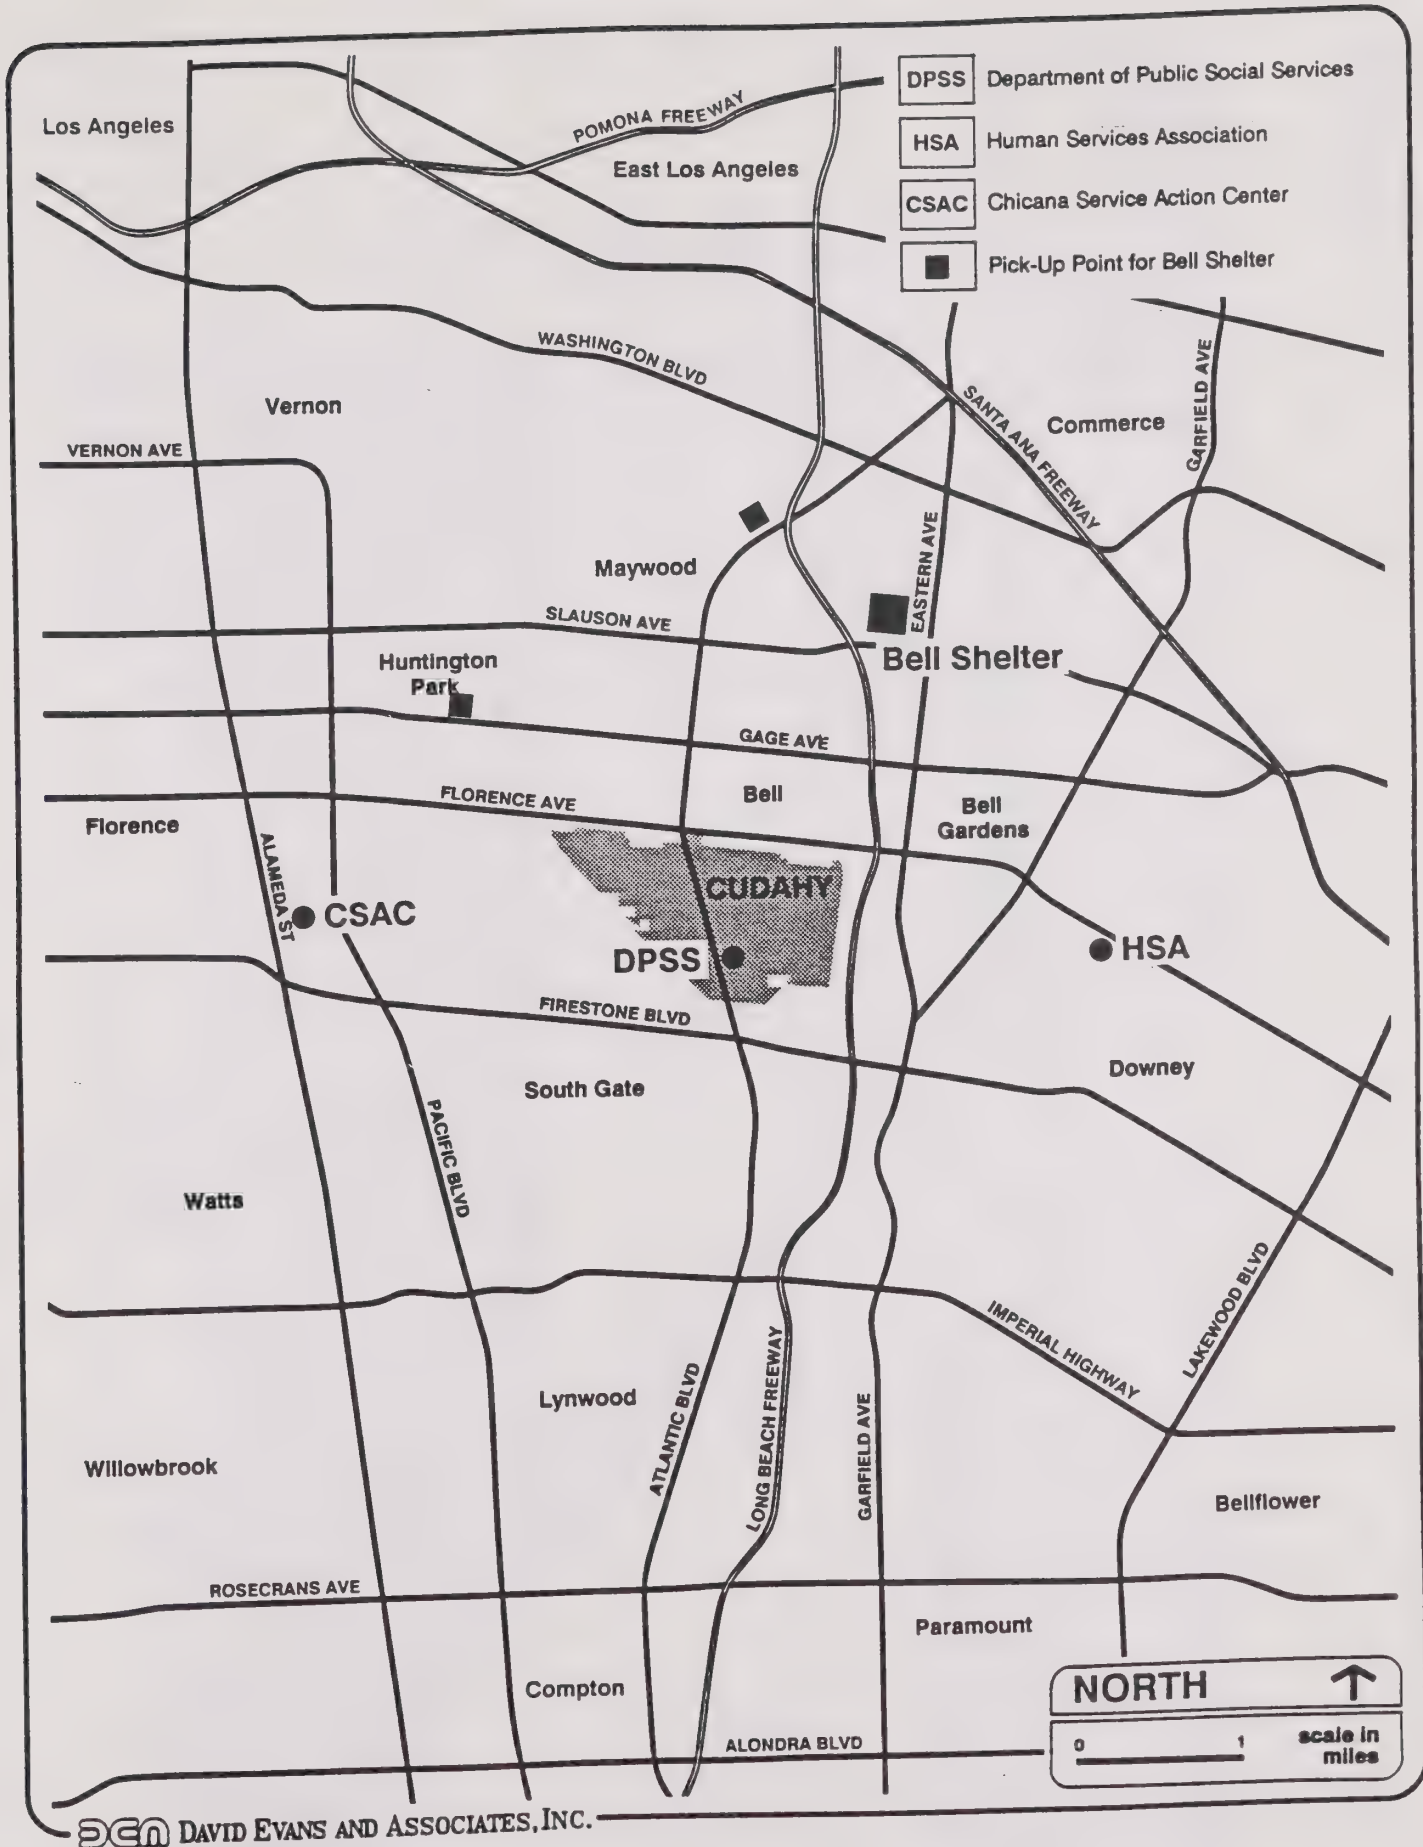 DPSS Department of Public Social Services
HSA Human Services Association
CSAC Chicana Service Action Center
Pick-Up Point for Bell Shelter
Los Angeles
POMONA FREEWAY
East Los Angeles
WASHINGTON BLVD
Vernon
VERNON AVE
SANTA ANA FREEWAY
Commerce
GARFIELD AVE
EASTERN AVE
Maywood
SLAUSON AVE
Bell Shelter
Huntington
Park
GAGE AVE
FLORENCE AVE
Bell
Bell
Gardens
Florence
ALAMEDA ST
CSAC
CUDAHY
DPSS
HSA
FIRESTONE BLVD
South Gate
Downey
PACIFIC BLVD
Watts
IMPERIAL HIGHWAY
LAKEWOOD BLVD
Lynwood
ATLANTIC BLVD
LONG BEACH FREEWAY
GARFIELD AVE
Willowbrook
Bellflower
ROSECRANS AVE
Paramount
Compton
ALONDRA BLVD
NORTH
0 1 scale in
miles
DEA DAVID EVANS AND ASSOCIATES, INC.